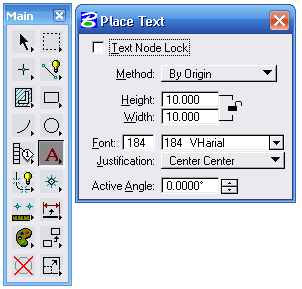 Main
Place Text
Text Node Lock
Method: By Origin
Height: 10.000
Width: 10.000
Font: 184 184 VHarial
Justification: Center Center
Active Angle: 0.0000°